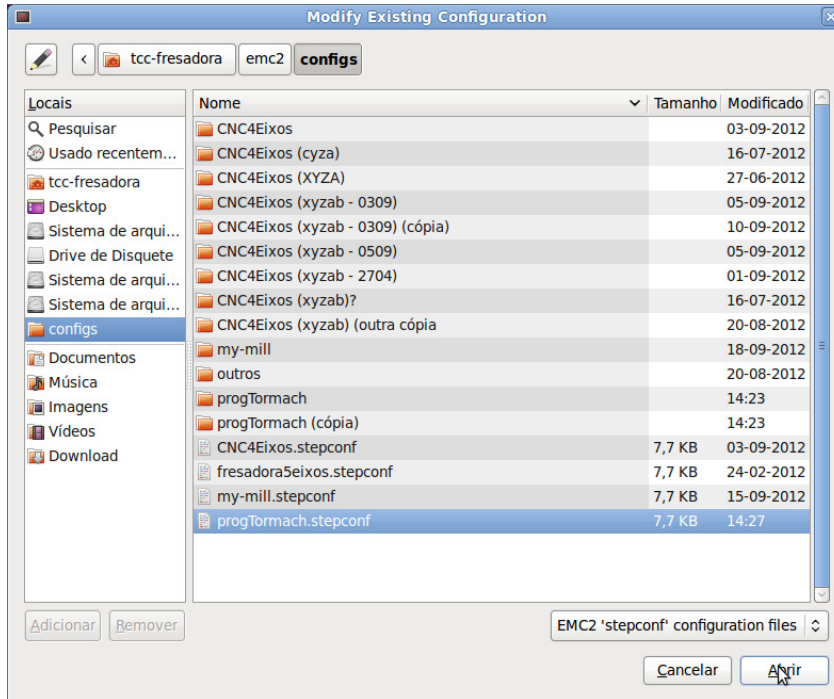 Modify Existing Configuration
tcc-fresadora emc2 configs
Locais
Pesquisar
Usado recentem...
tcc-fresadora
Desktop
Sistema de arqui...
Drive de Disquete
Sistema de arqui...
Sistema de arqui...
configs
Documentos
Música
Imagens
Vídeos
Download
Nome Tamanho Modificado
CNC4Eixos 03-09-2012
CNC4Eixos (cyza) 16-07-2012
CNC4Eixos (XYZA) 27-06-2012
CNC4Eixos (xyzab - 0309) 05-09-2012
CNC4Eixos (xyzab - 0309) (cópia) 10-09-2012
CNC4Eixos (xyzab - 0509) 05-09-2012
CNC4Eixos (xyzab - 2704) 01-09-2012
CNC4Eixos (xyzab)? 16-07-2012
CNC4Eixos (xyzab) (outra cópia 20-08-2012
my-mill 18-09-2012
outros 20-08-2012
progTormach 14:23
progTormach (cópia) 14:23
CNC4Eixos.stepconf 7,7 KB 03-09-2012
fresadora5eixos.stepconf 7,7 KB 24-02-2012
my-mill.stepconf 7,7 KB 15-09-2012
progTormach.stepconf 7,7 KB 14:27
Adicionar Remover
EMC2 'stepconf' configuration files
Cancelar Abrir